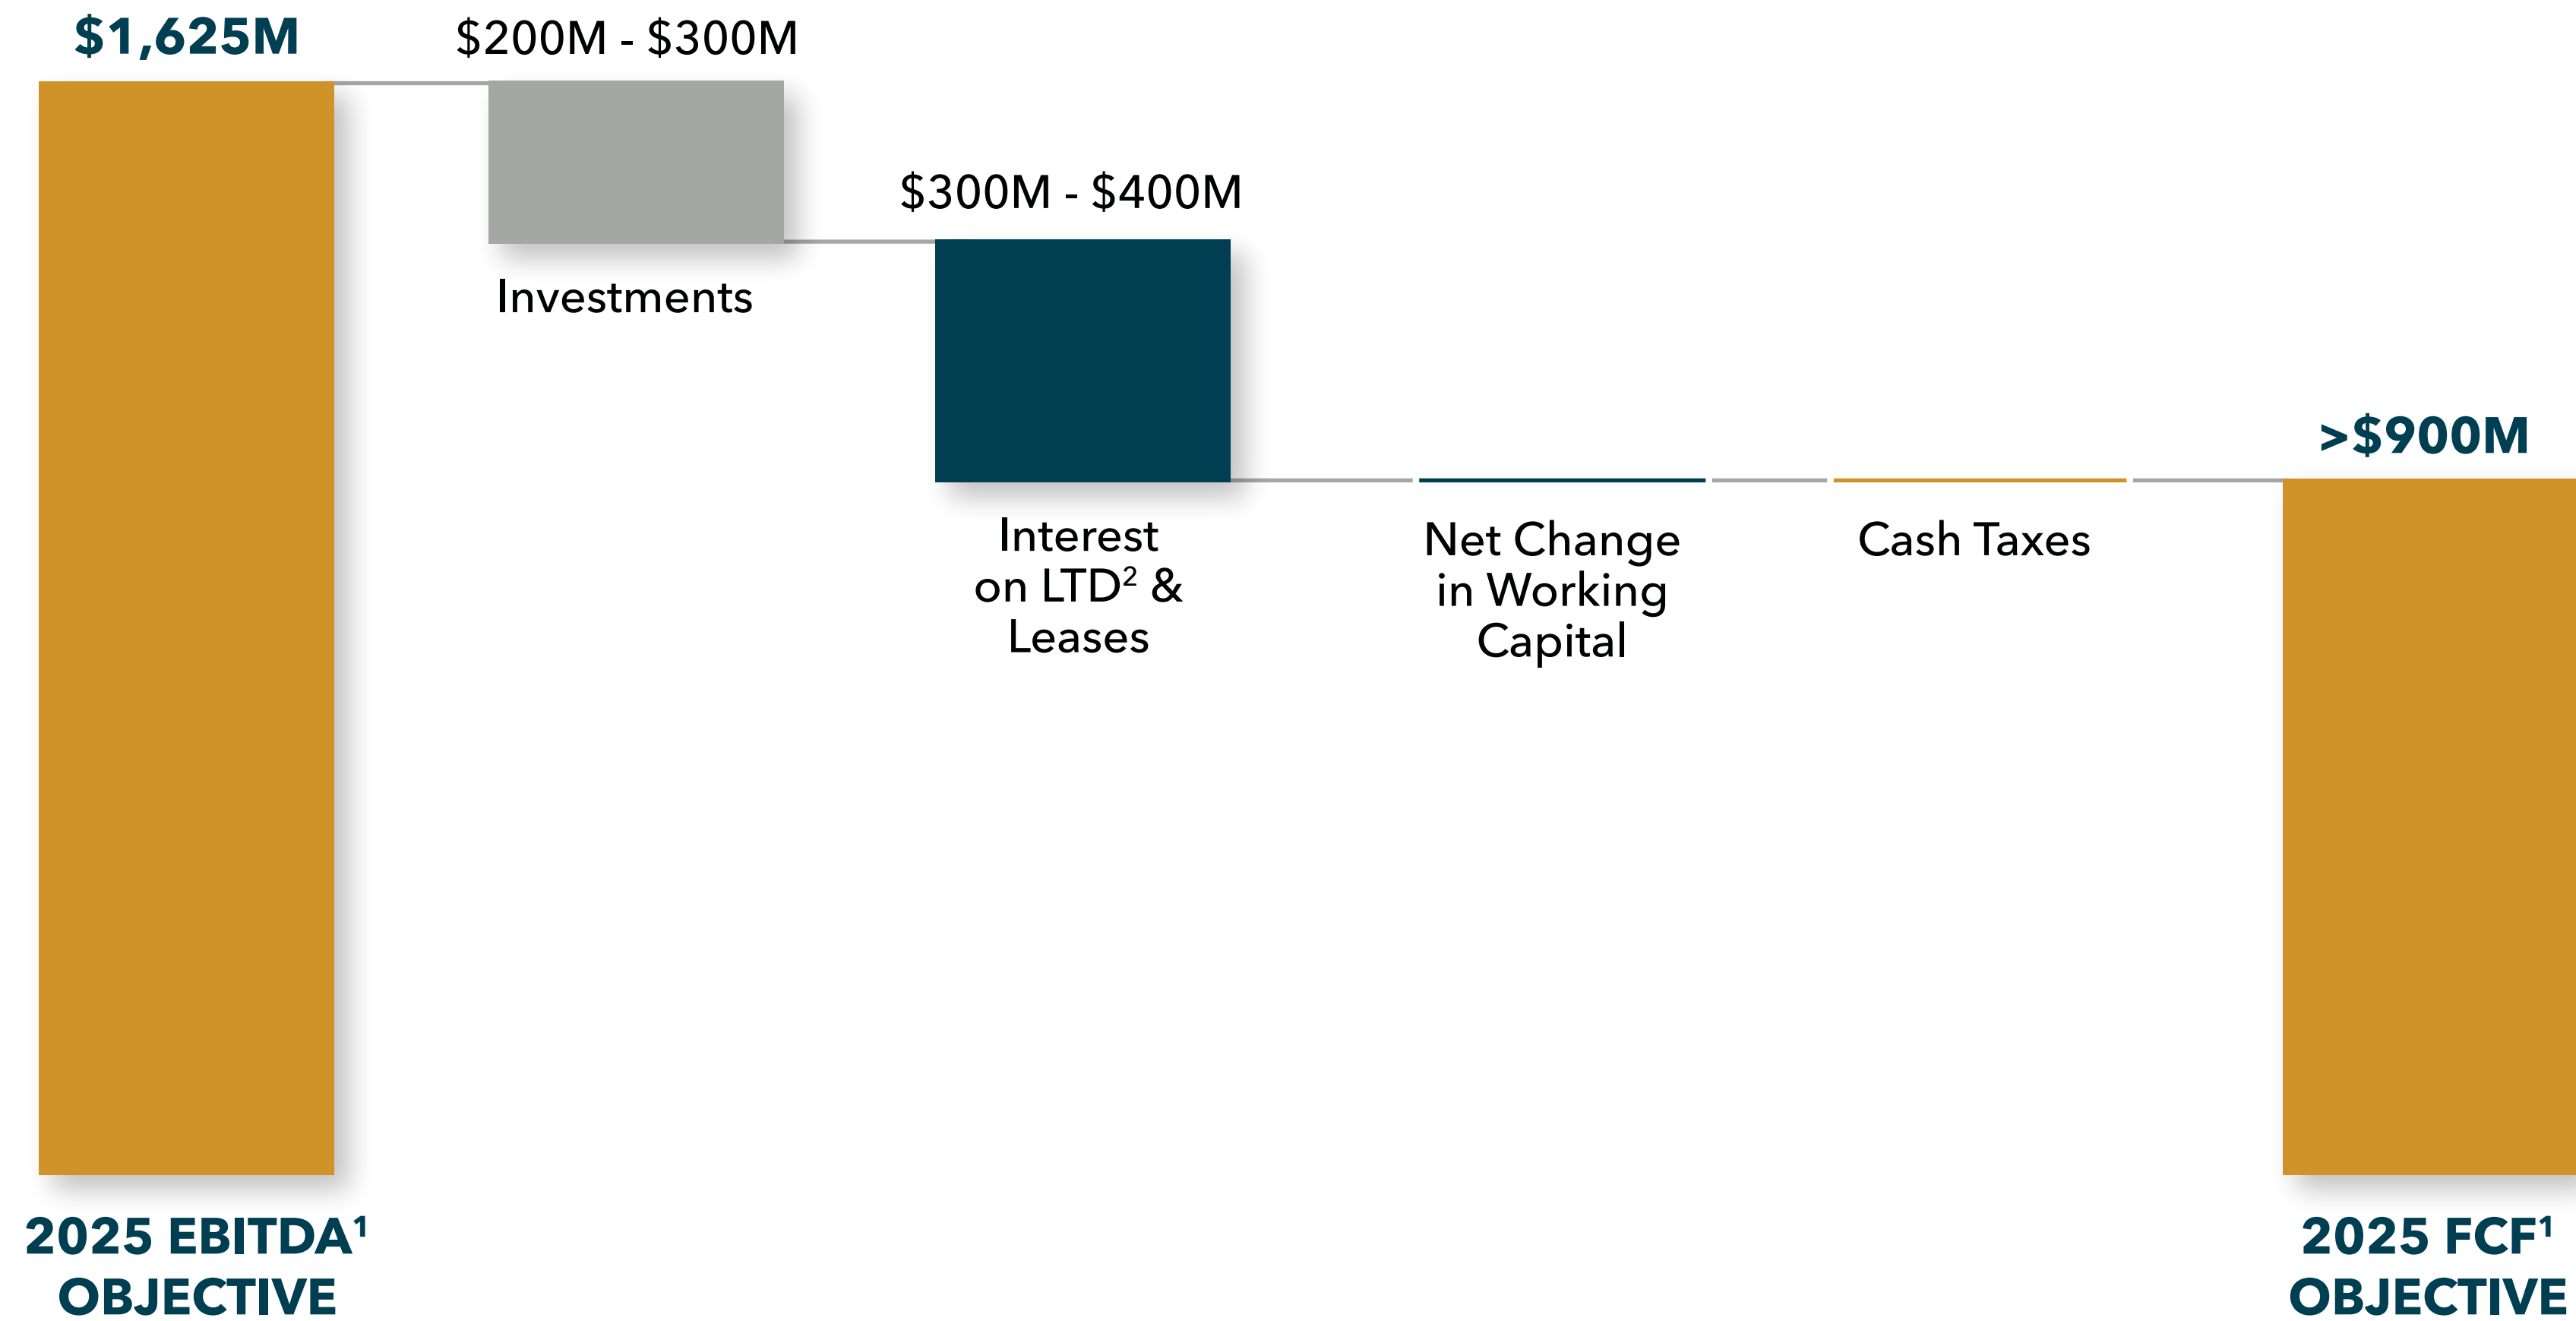 $1,625M
$200M - $300M
Investments
$300M - $400M
Interest
on LTD² &
Leases
Net Change
in Working
Capital
Cash Taxes
>$900M
2025 EBITDA¹
OBJECTIVE
2025 FCF¹
OBJECTIVE